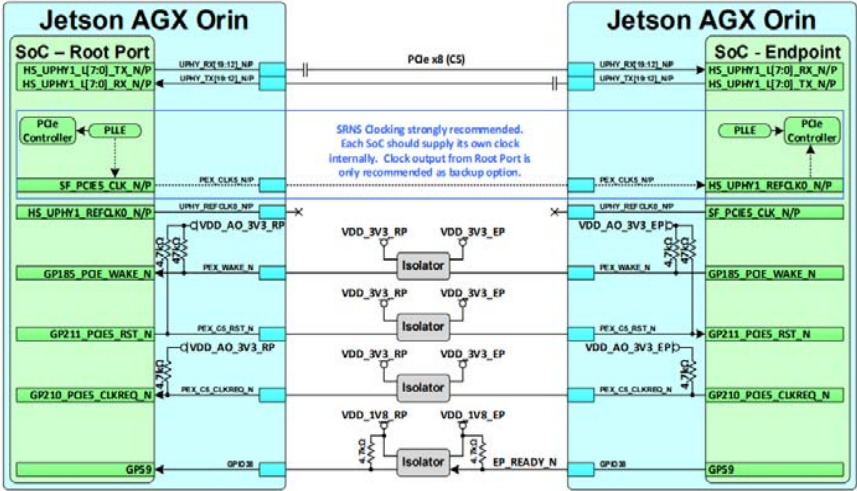 Jetson AGX Orin
Jetson AGX Orin
SoC – Root Port
SoC - Endpoint
HS_UPHY1_L[7:0]_TX_N/P
UPHY_RX[19:12]_N/P
PCIe x8 (C5)
UPHY_RX[19:12]_N/P
HS_UPHY1_L[7:0]_RX_N/P
HS_UPHY1_L[7:0]_RX_N/P
UPHY_TX[19:12]_N/P
UPHY_TX[19:12]_N/P
HS_UPHY1_L[7:0]_TX_N/P
PCIe
Controller
PLLE
SRNS Clocking strongly recommended.
Each SoC should supply its own clock
internally. Clock output from Root Port is
only recommended as backup option.
PLLE
PCIe
Controller
SF_PCIE5_CLK_N/P
PEX_CLK5_N/P
PEX_CLK5_N/P
HS_UPHY1_REFCLK0_N/P
HS_UPHY1_REFCLK0_N/P
UPHY_REFCLK0_N/P
UPHY_REFCLK0_N/P
SF_PCIE5_CLK_N/P
VDD_AO_3V3_RP
VDD_3V3_RP
VDD_3V3_EP
VDD_AO_3V3_EP
4.7kΩ
47kΩ
4.7kΩ
47kΩ
GP185_PCIE_WAKE_N
PEX_WAKE_N
Isolator
PEX_WAKE_N
GP185_PCIE_WAKE_N
VDD_3V3_RP
VDD_3V3_EP
GP211_PCIE5_RST_N
PEX_C5_RST_N
Isolator
PEX_C5_RST_N
GP211_PCIE5_RST_N
VDD_AO_3V3_RP
VDD_3V3_RP
VDD_3V3_EP
VDD_AO_3V3_EP
4.7kΩ
4.7kΩ
GP210_PCIE5_CLKREQ_N
PEX_C5_CLKREQ_N
Isolator
PEX_C5_CLKREQ_N
GP210_PCIE5_CLKREQ_N
VDD_1V8_RP
VDD_1V8_EP
4.7kΩ
4.7kΩ
GP59
GPIO38
Isolator
EP_READY_N
GPIO38
GP59